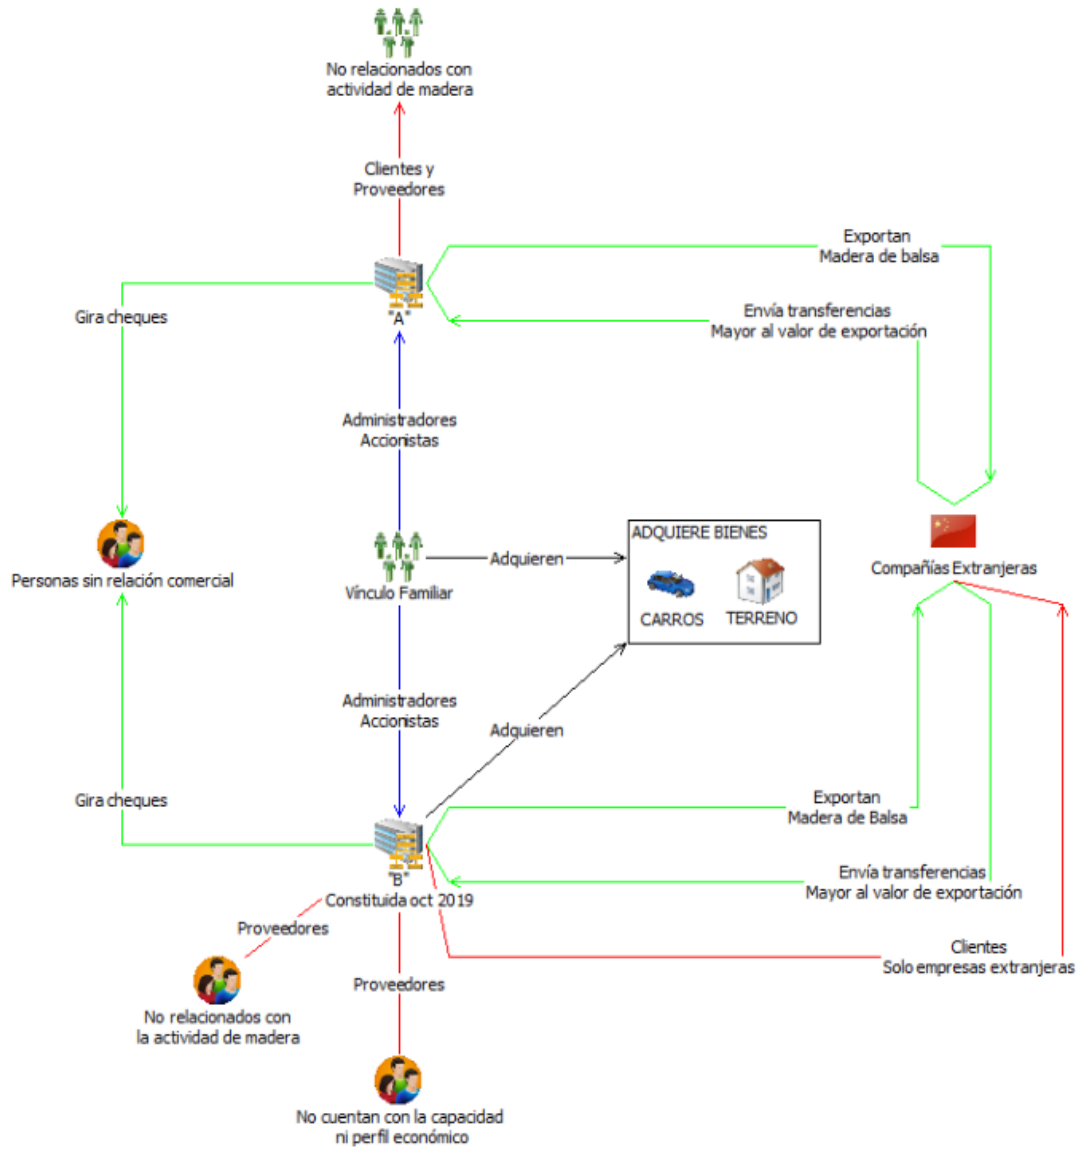 No relacionados con
actividad de madera
Clientes y
Proveedores
Exportan
Madera de balsa
"A"
Gira cheques
Envía transferencias
Mayor al valor de exportación
Administradores
Accionistas
ADQUIERE BIENES
Adquieren
Personas sin relación comercial
Vínculo Familiar
CARROS
TERRENO
Compañías Extranjeras
Administradores
Accionistas
Adquieren
Gira cheques
Exportan
Madera de Balsa
"B"
Constituida oct 2019
Envía transferencias
Mayor al valor de exportación
Proveedores
Clientes
Solo empresas extranjeras
Proveedores
No relacionados con
la actividad de madera
No cuentan con la capacidad
ni perfil económico